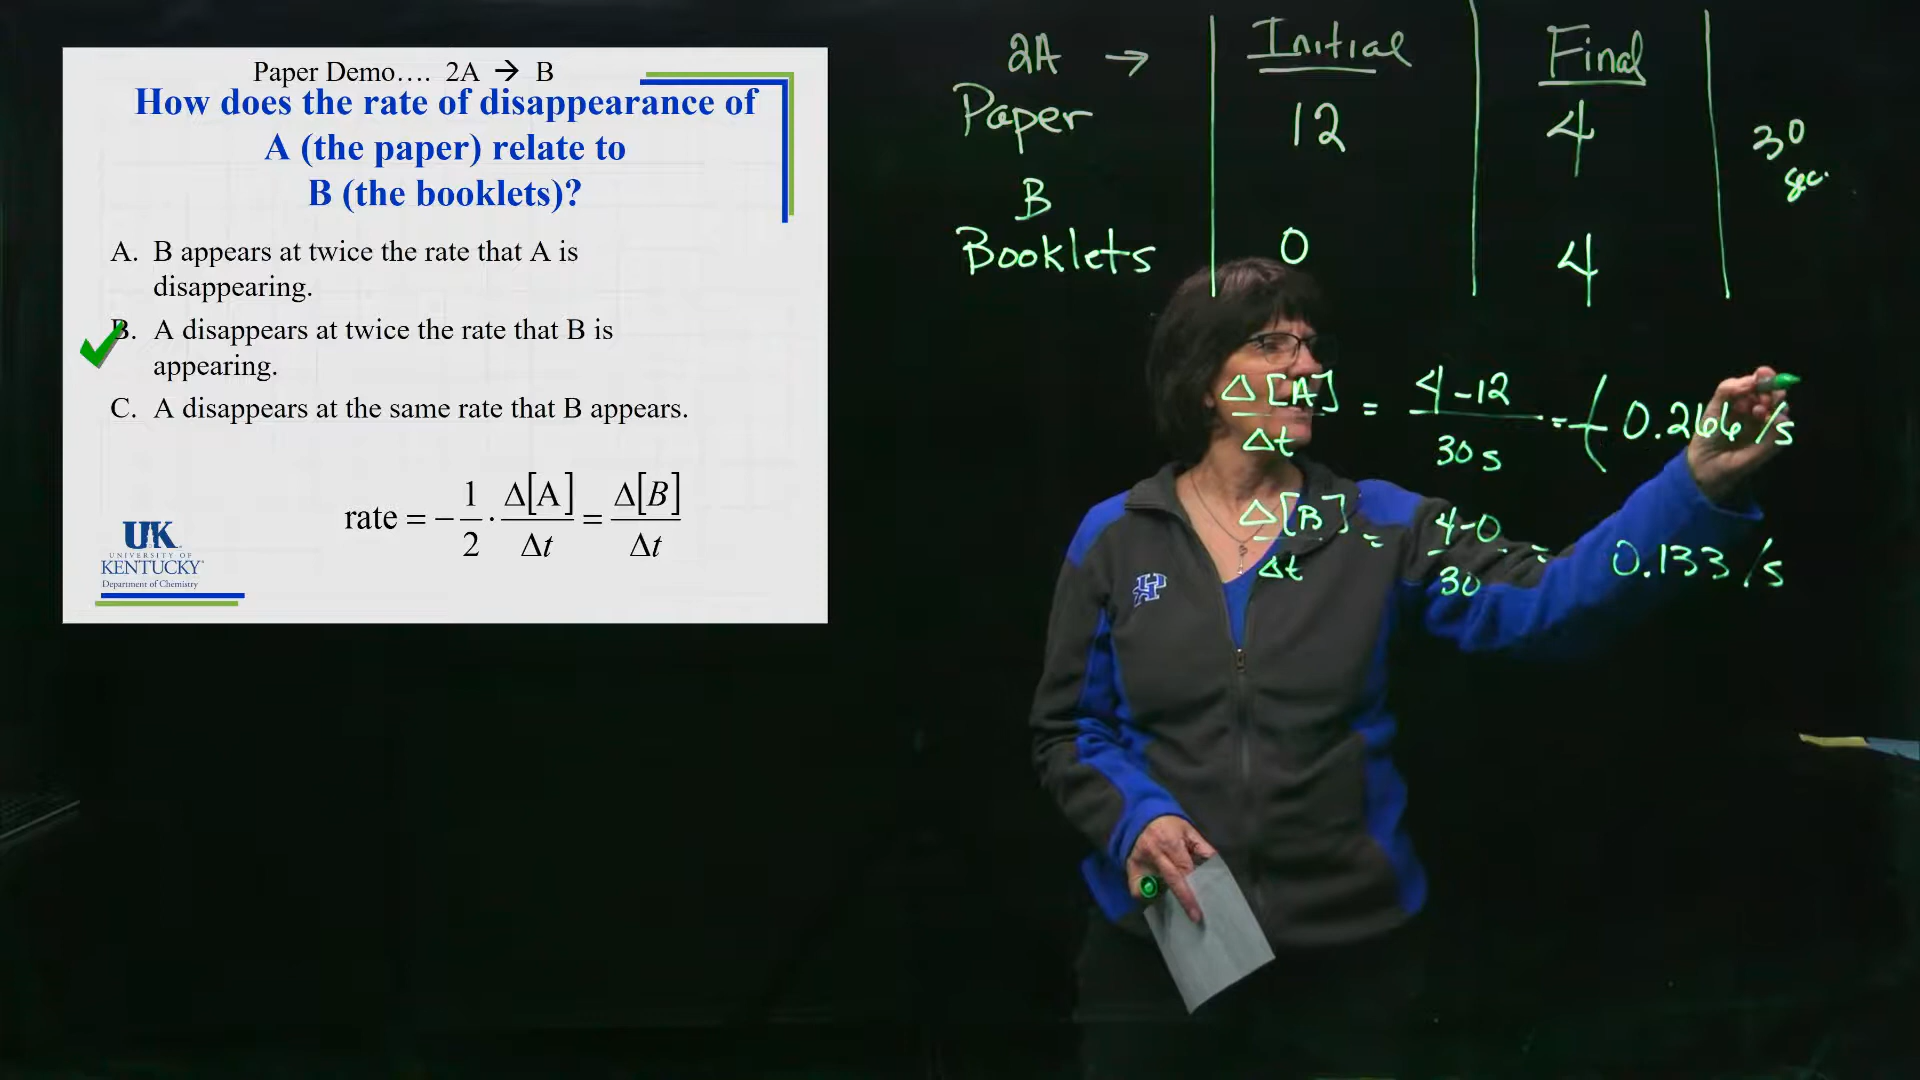 Paper Demo…. 2A → B
How does the rate of disappearance of
A (the paper) relate to
B (the booklets)?
A. B appears at twice the rate that A is
disappearing.
B. A disappears at twice the rate that B is
appearing.
C. A disappears at the same rate that B appears.
rate = - 1/2 · Δ[A]/Δt = Δ[B]/Δt
UK
UNIVERSITY OF
KENTUCKY
Department of Chemistry
2A → Initial Final
Paper 12 4 30 sec.
B
Booklets 0 4
Δ[A]/Δt = 4-12/30s = (- 0.266/s
Δ[B]/Δt = 4-0/30 = 0.133/s